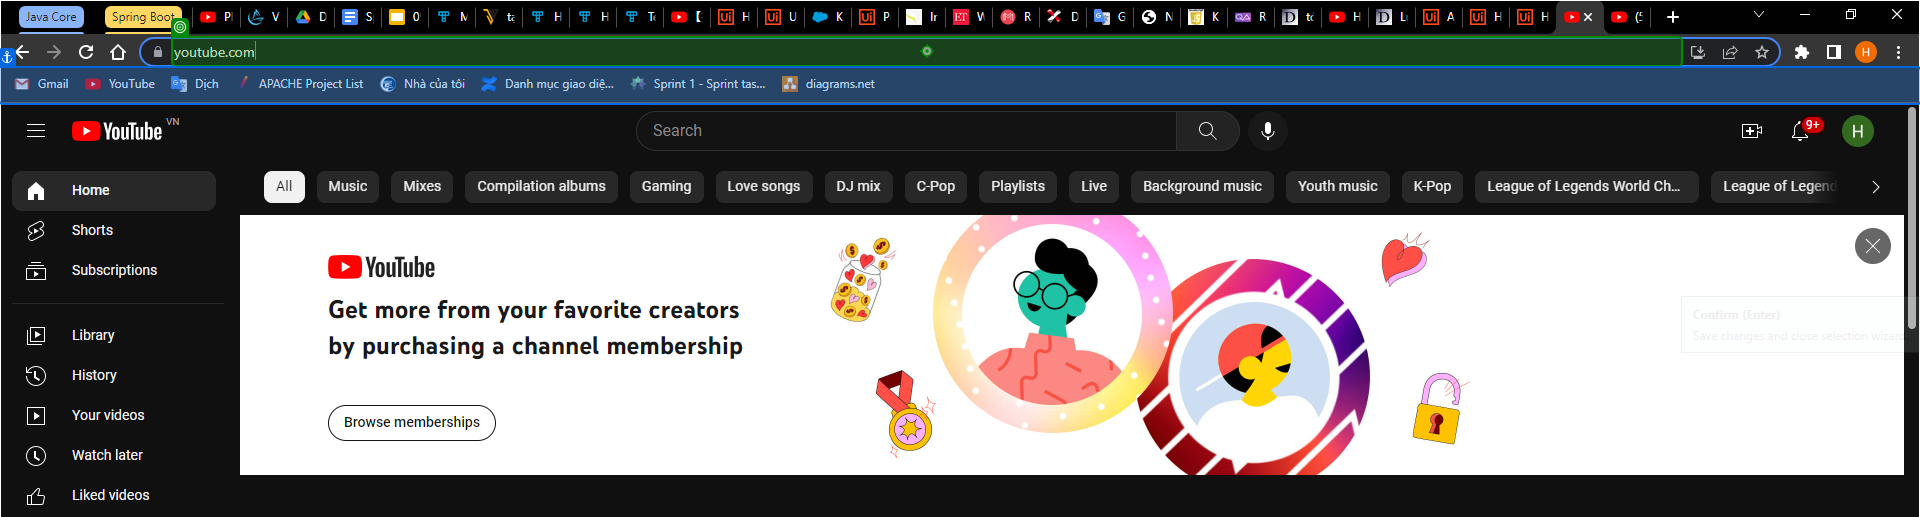 Java Core
Spring Boot
youtube.com
Gmail
YouTube
Dịch
APACHE Project List
Nhà của tôi
Danh mục giao diệ...
Sprint 1 - Sprint tas...
diagrams.net
YouTube VN
Search
9+
H
Home
Shorts
Subscriptions
Library
History
Your videos
Watch later
Liked videos
All
Music
Mixes
Compilation albums
Gaming
Love songs
DJ mix
C-Pop
Playlists
Live
Background music
Youth music
K-Pop
League of Legends World Ch...
League of Legend
YouTube
Get more from your favorite creators
by purchasing a channel membership
Browse memberships
Confirm (Enter)
Save changes and close selection wizard